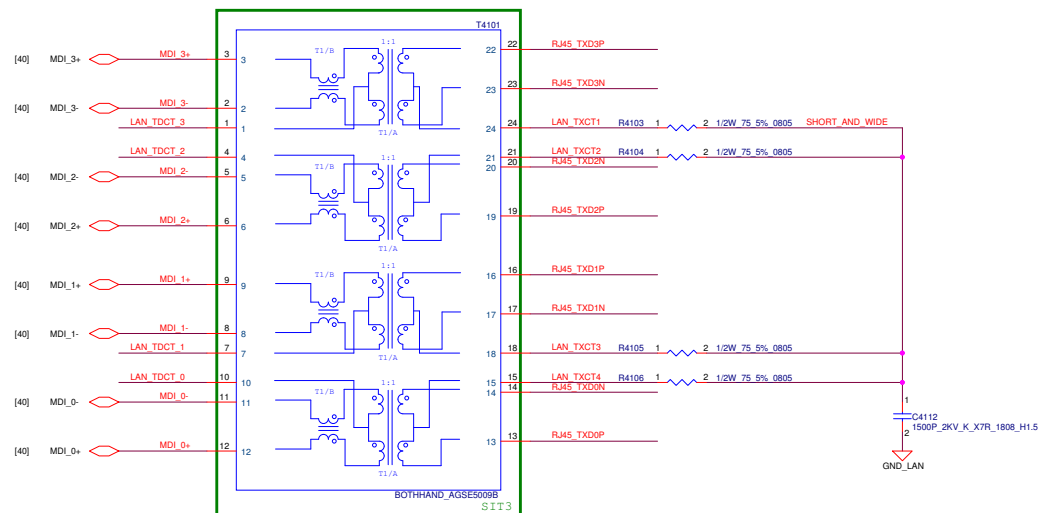 T4101
[40] MDI_3+ MDI_3+ 3 3 T1/B 1:1 22 22 RJ45_TXD3P
23 23 RJ45_TXD3N
[40] MDI_3- MDI_3- 2 2
LAN_TDCT_3 1 1 T1/A 24 24 LAN_TXCT1 R4103 1 2 1/2W_75_5%_0805 SHORT_AND_WIDE
LAN_TDCT_2 4 4 1:1 21 21 LAN_TXCT2 R4104 1 2 1/2W_75_5%_0805
[40] MDI_2- MDI_2- 5 5 T1/B 20 20 RJ45_TXD2N
[40] MDI_2+ MDI_2+ 6 6 19 19 RJ45_TXD2P
T1/A
1:1
[40] MDI_1+ MDI_1+ 9 9 T1/B 16 16 RJ45_TXD1P
17 17 RJ45_TXD1N
[40] MDI_1- MDI_1- 8 8
LAN_TDCT_1 7 7 T1/A 18 18 LAN_TXCT3 R4105 1 2 1/2W_75_5%_0805
LAN_TDCT_0 10 10 1:1 15 15 LAN_TXCT4 R4106 1 2 1/2W_75_5%_0805
[40] MDI_0- MDI_0- 11 11 T1/B 14 14 RJ45_TXD0N
1
C4112
1500P_2KV_K_X7R_1808_H1.5
2
[40] MDI_0+ MDI_0+ 12 12 13 13 RJ45_TXD0P
T1/A
GND_LAN
BOTHHAND_AGSE5009B
SIT3